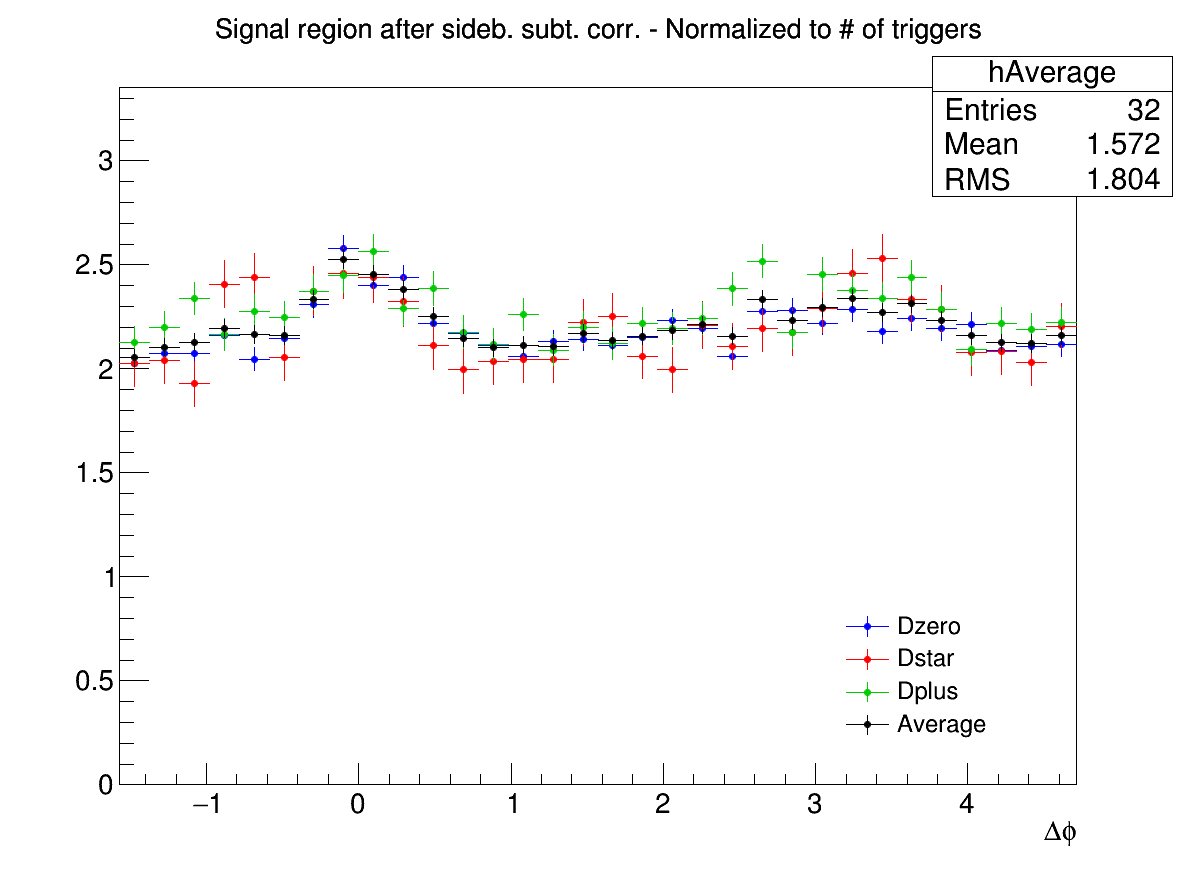 Signal region after sideb. subt. corr. - Normalized to # of triggers
hAverage
Entries 32
Mean 1.572
RMS 1.804
3
2.5
2
1.5
1
0.5
0
Dzero
Dstar
Dplus
Average
−1 0 1 2 3 4
Δϕ